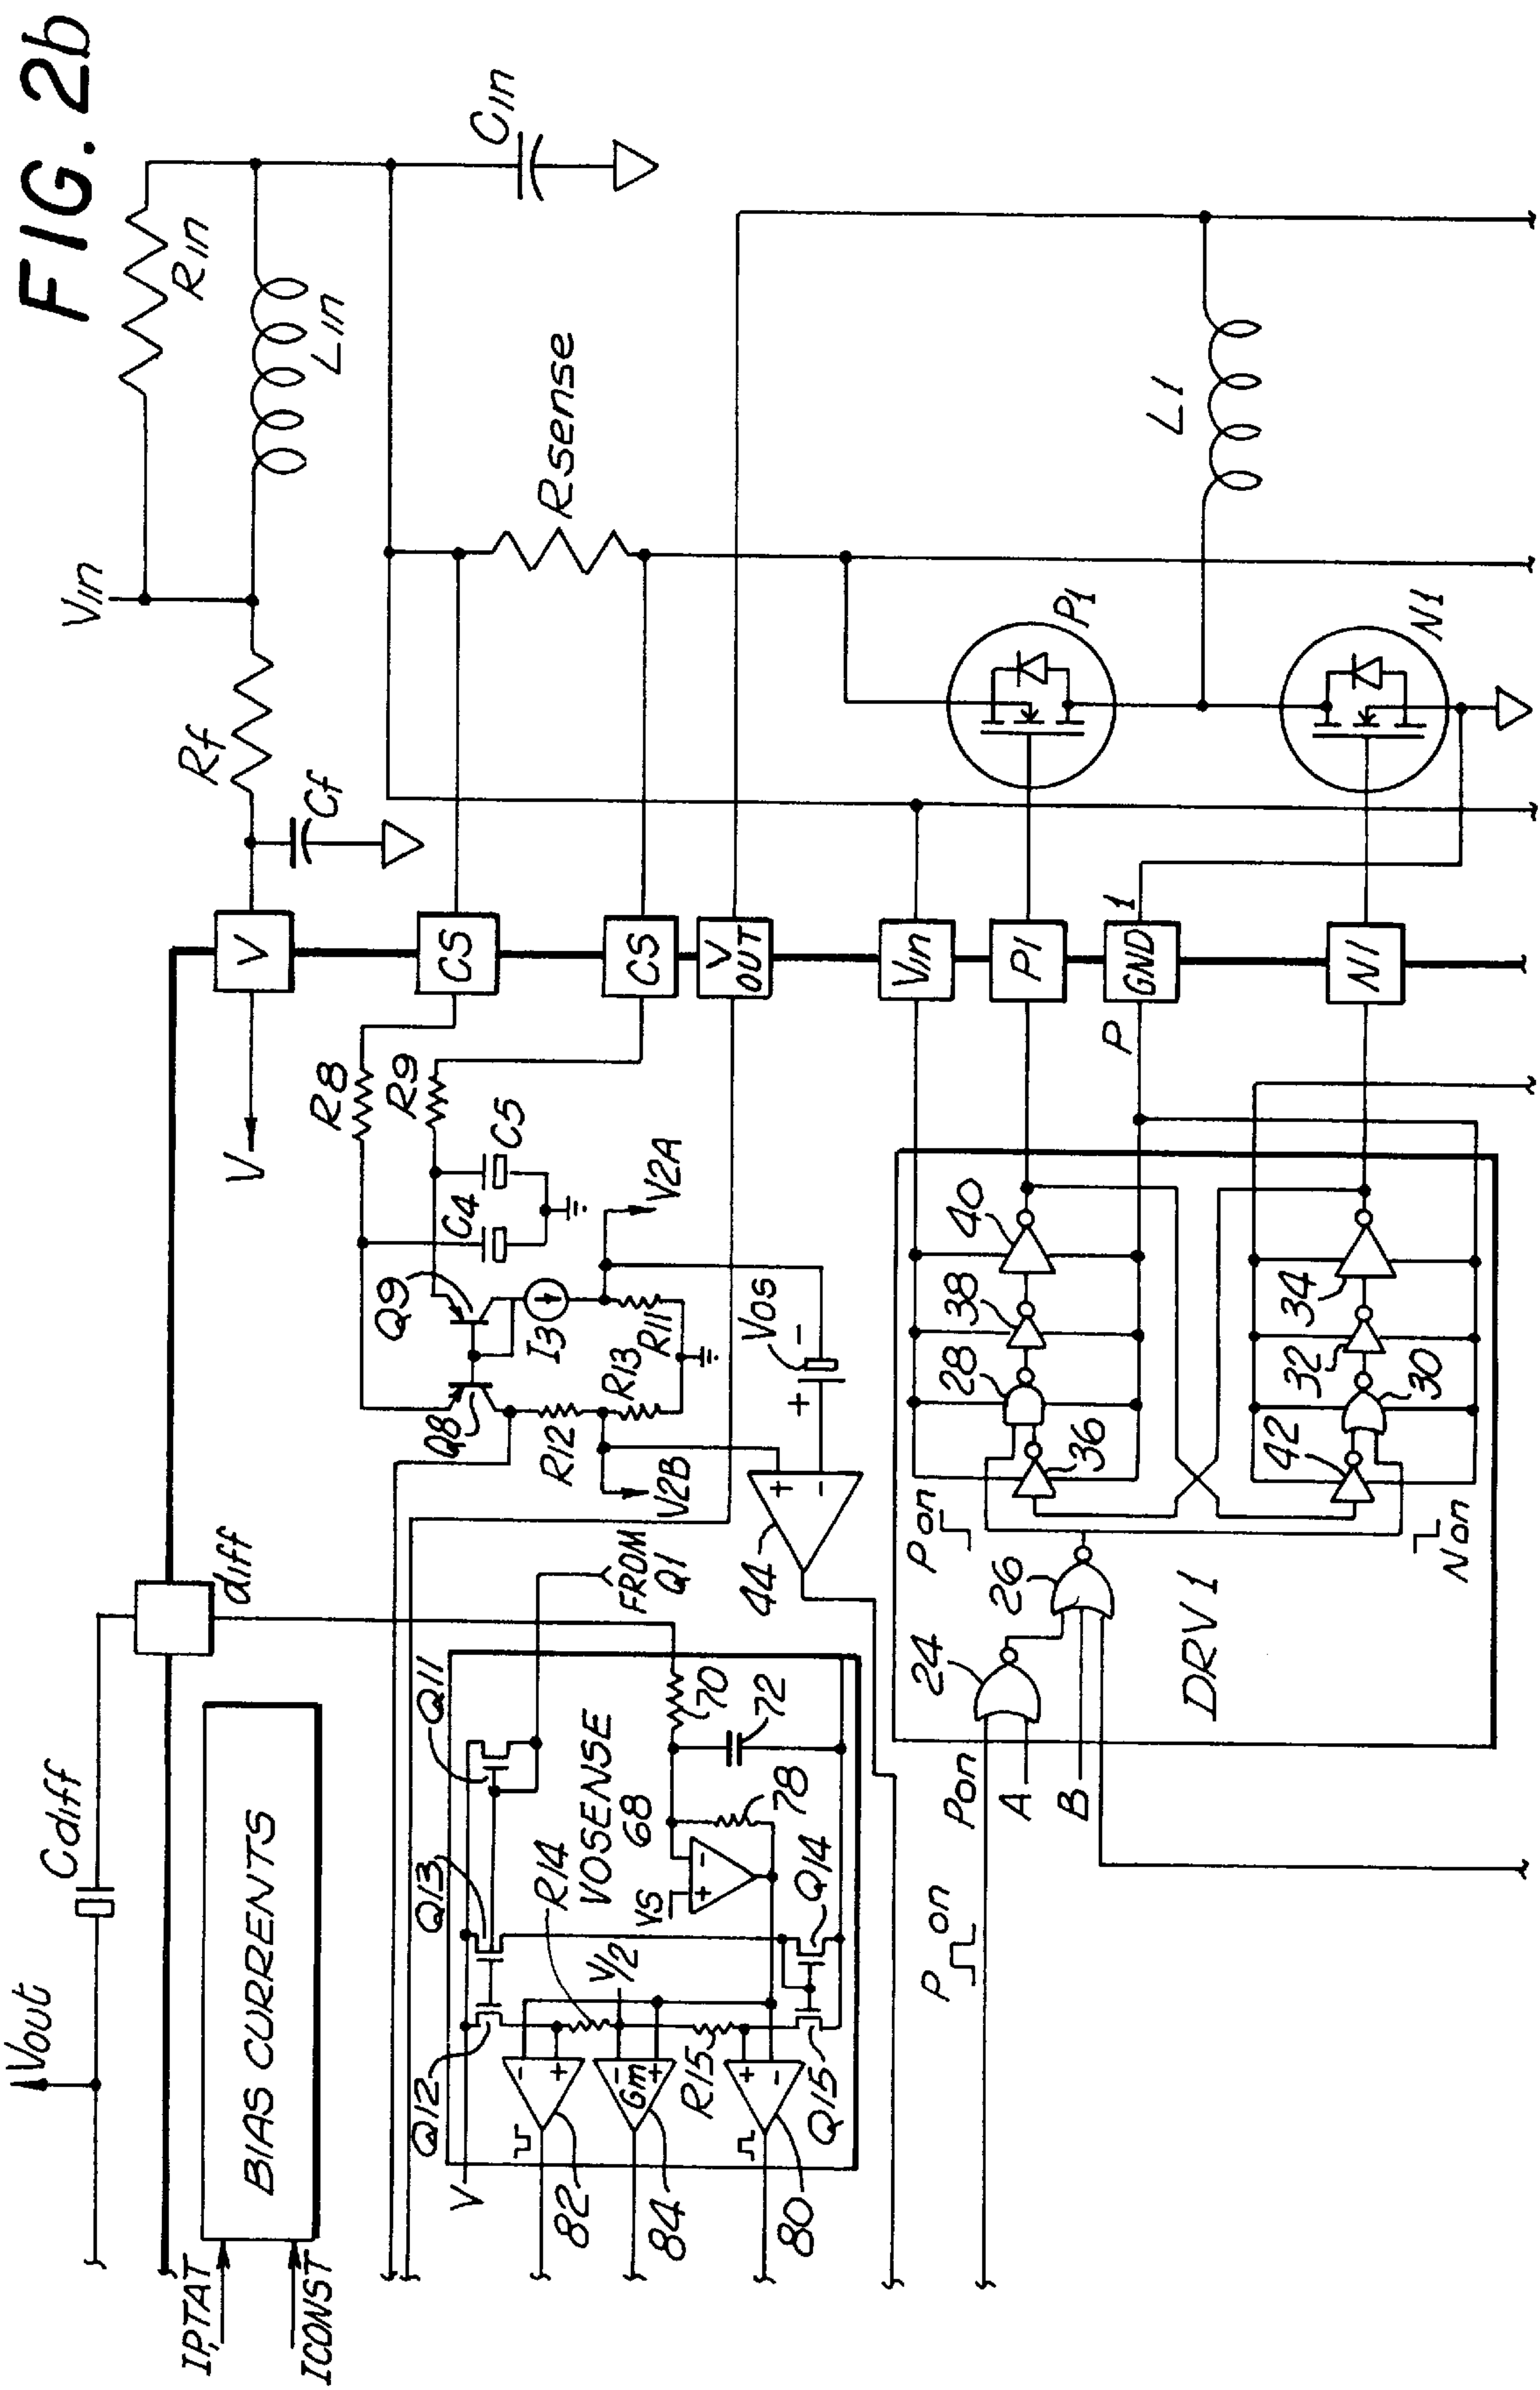 FIG. 2b
Vout
Cdiff
diff
Vin
Rin
Lin
Cin
Rf
Cf
IPTAT
ICONST
BIAS CURRENTS
V
V
CS
CS
V OUT
Vin
P1
P GND 1
N1
Rsense
R8
R9
C4
C5
Q8
Q9
I3
R11
R12
R13
V2A
V2B
VOS
+
-
+
-
44
FROM
Q1
V
Q12
Q13
Q11
R14
VOSENSE
68
VS
+
-
70
72
78
V/2
Q14
Q15
R15
-
+
-
Gm
+
+
-
82
84
80
P on
Pon
A
B
24
26
DRV 1
Pon
Non
36
28
38
40
42
30
32
34
P1
N1
L1